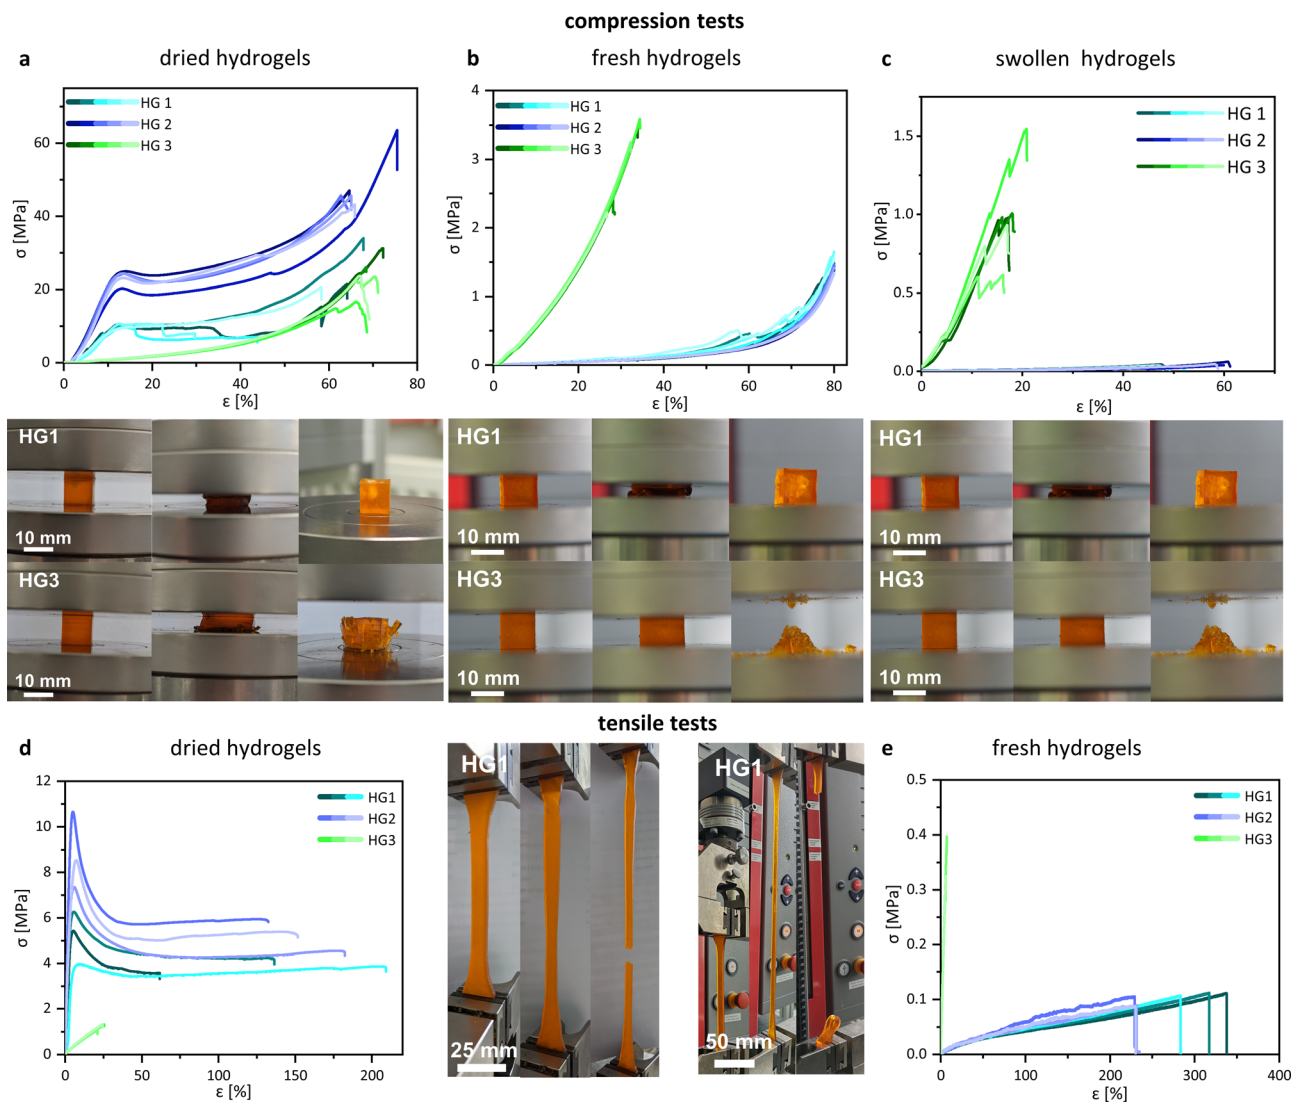 compression tests
a dried hydrogels
b fresh hydrogels
c swollen hydrogels
HG 1
HG 2
HG 3
60
40
20
0
σ [MPa]
0 20 40 60 80
ε [%]
HG 1
HG 2
HG 3
4
3
2
1
0
σ [MPa]
0 20 40 60 80
ε [%]
HG 1
HG 2
HG 3
1.5
1.0
0.5
0.0
σ [MPa]
0 20 40 60
ε [%]
HG1
10 mm
HG3
10 mm
HG1
10 mm
HG3
10 mm
HG1
10 mm
HG3
10 mm
tensile tests
d dried hydrogels
HG1
HG2
HG3
12
10
8
6
4
2
0
σ [MPa]
0 50 100 150 200
ε [%]
HG1
25 mm
HG1
50 mm
e fresh hydrogels
HG1
HG2
HG3
0.5
0.4
0.3
0.2
0.1
0.0
σ [MPa]
0 100 200 300 400
ε [%]